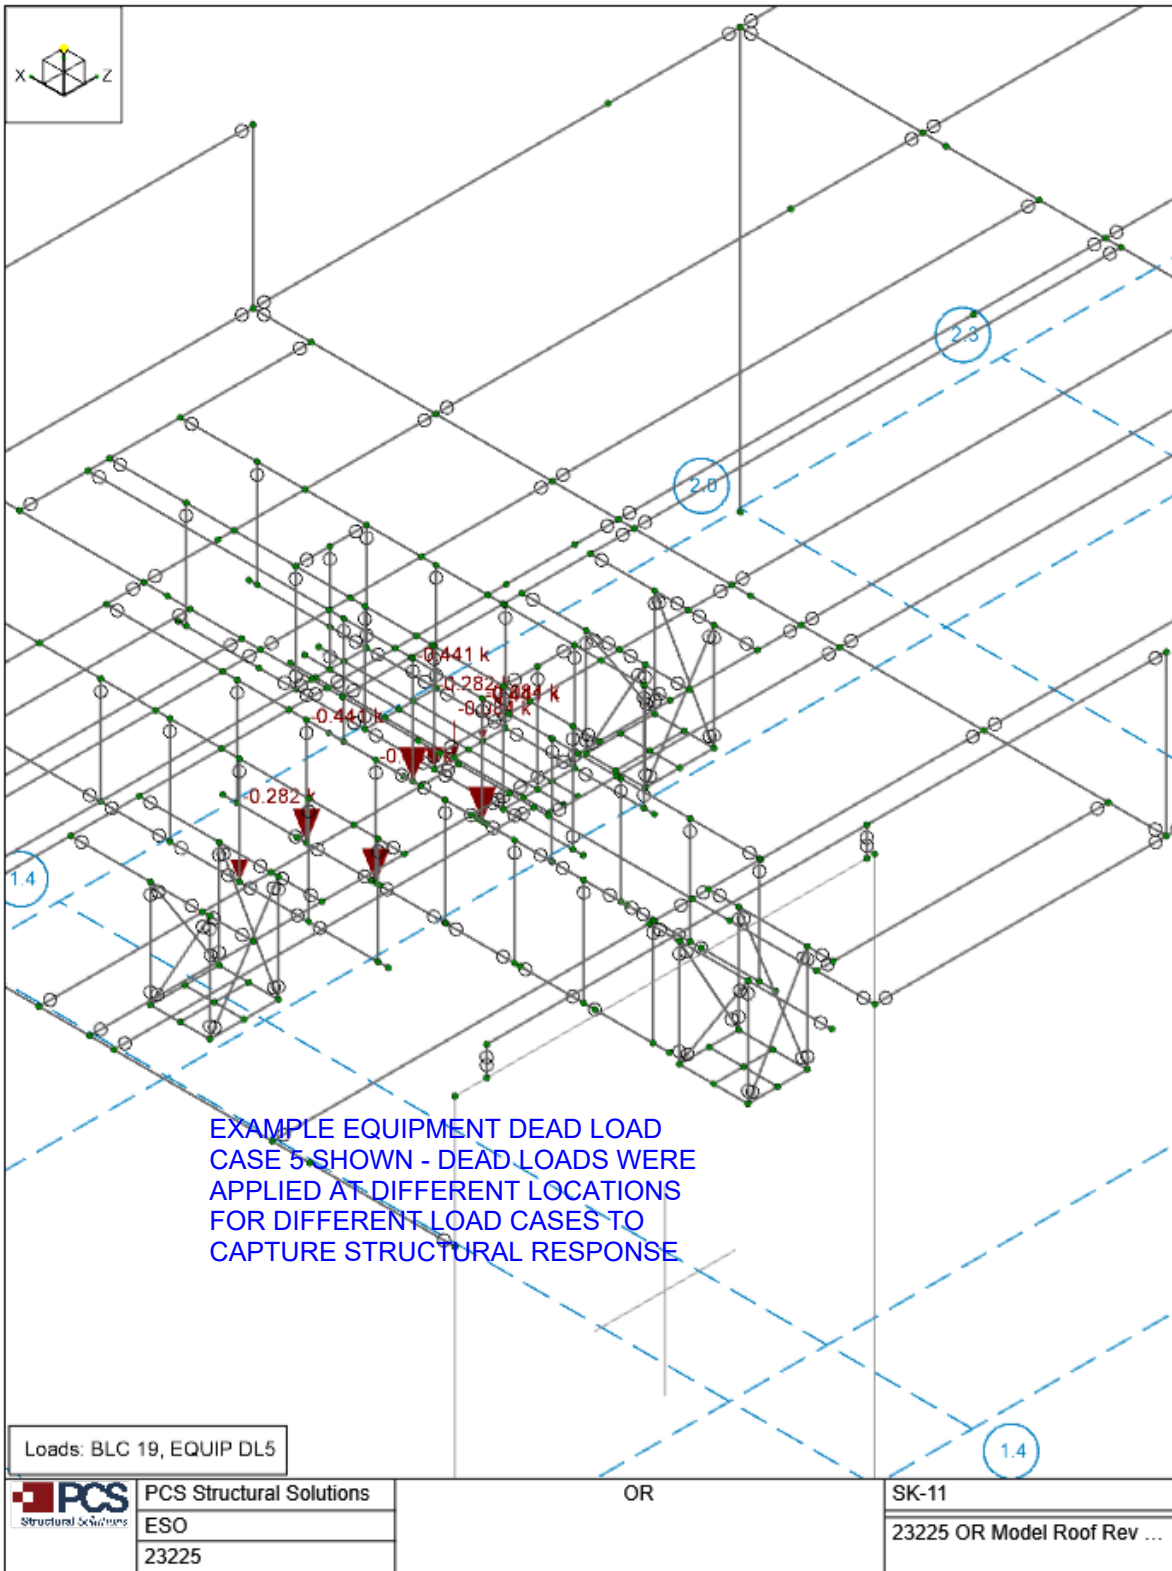 X
Z
2.3
2.0
-0.441 k
-0.282
-0.441 k
-0.282 k
1.4
EXAMPLE EQUIPMENT DEAD LOAD
CASE 5 SHOWN - DEAD LOADS WERE
APPLIED AT DIFFERENT LOCATIONS
FOR DIFFERENT LOAD CASES TO
CAPTURE STRUCTURAL RESPONSE
1.4
Loads: BLC 19, EQUIP DL5
PCS
Structural Solutions
PCS Structural Solutions
ESO
23225
OR
SK-11
23225 OR Model Roof Rev ...